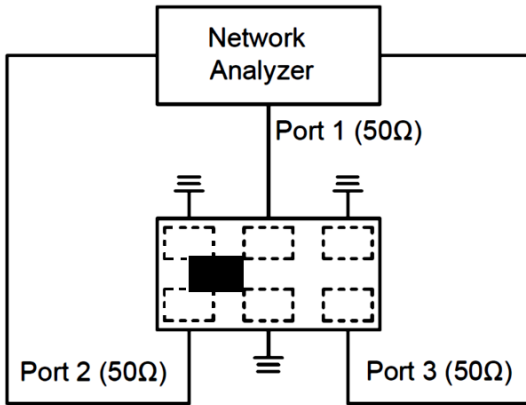 Network
Analyzer
Port 1 (50Ω)
Port 2 (50Ω)
Port 3 (50Ω)